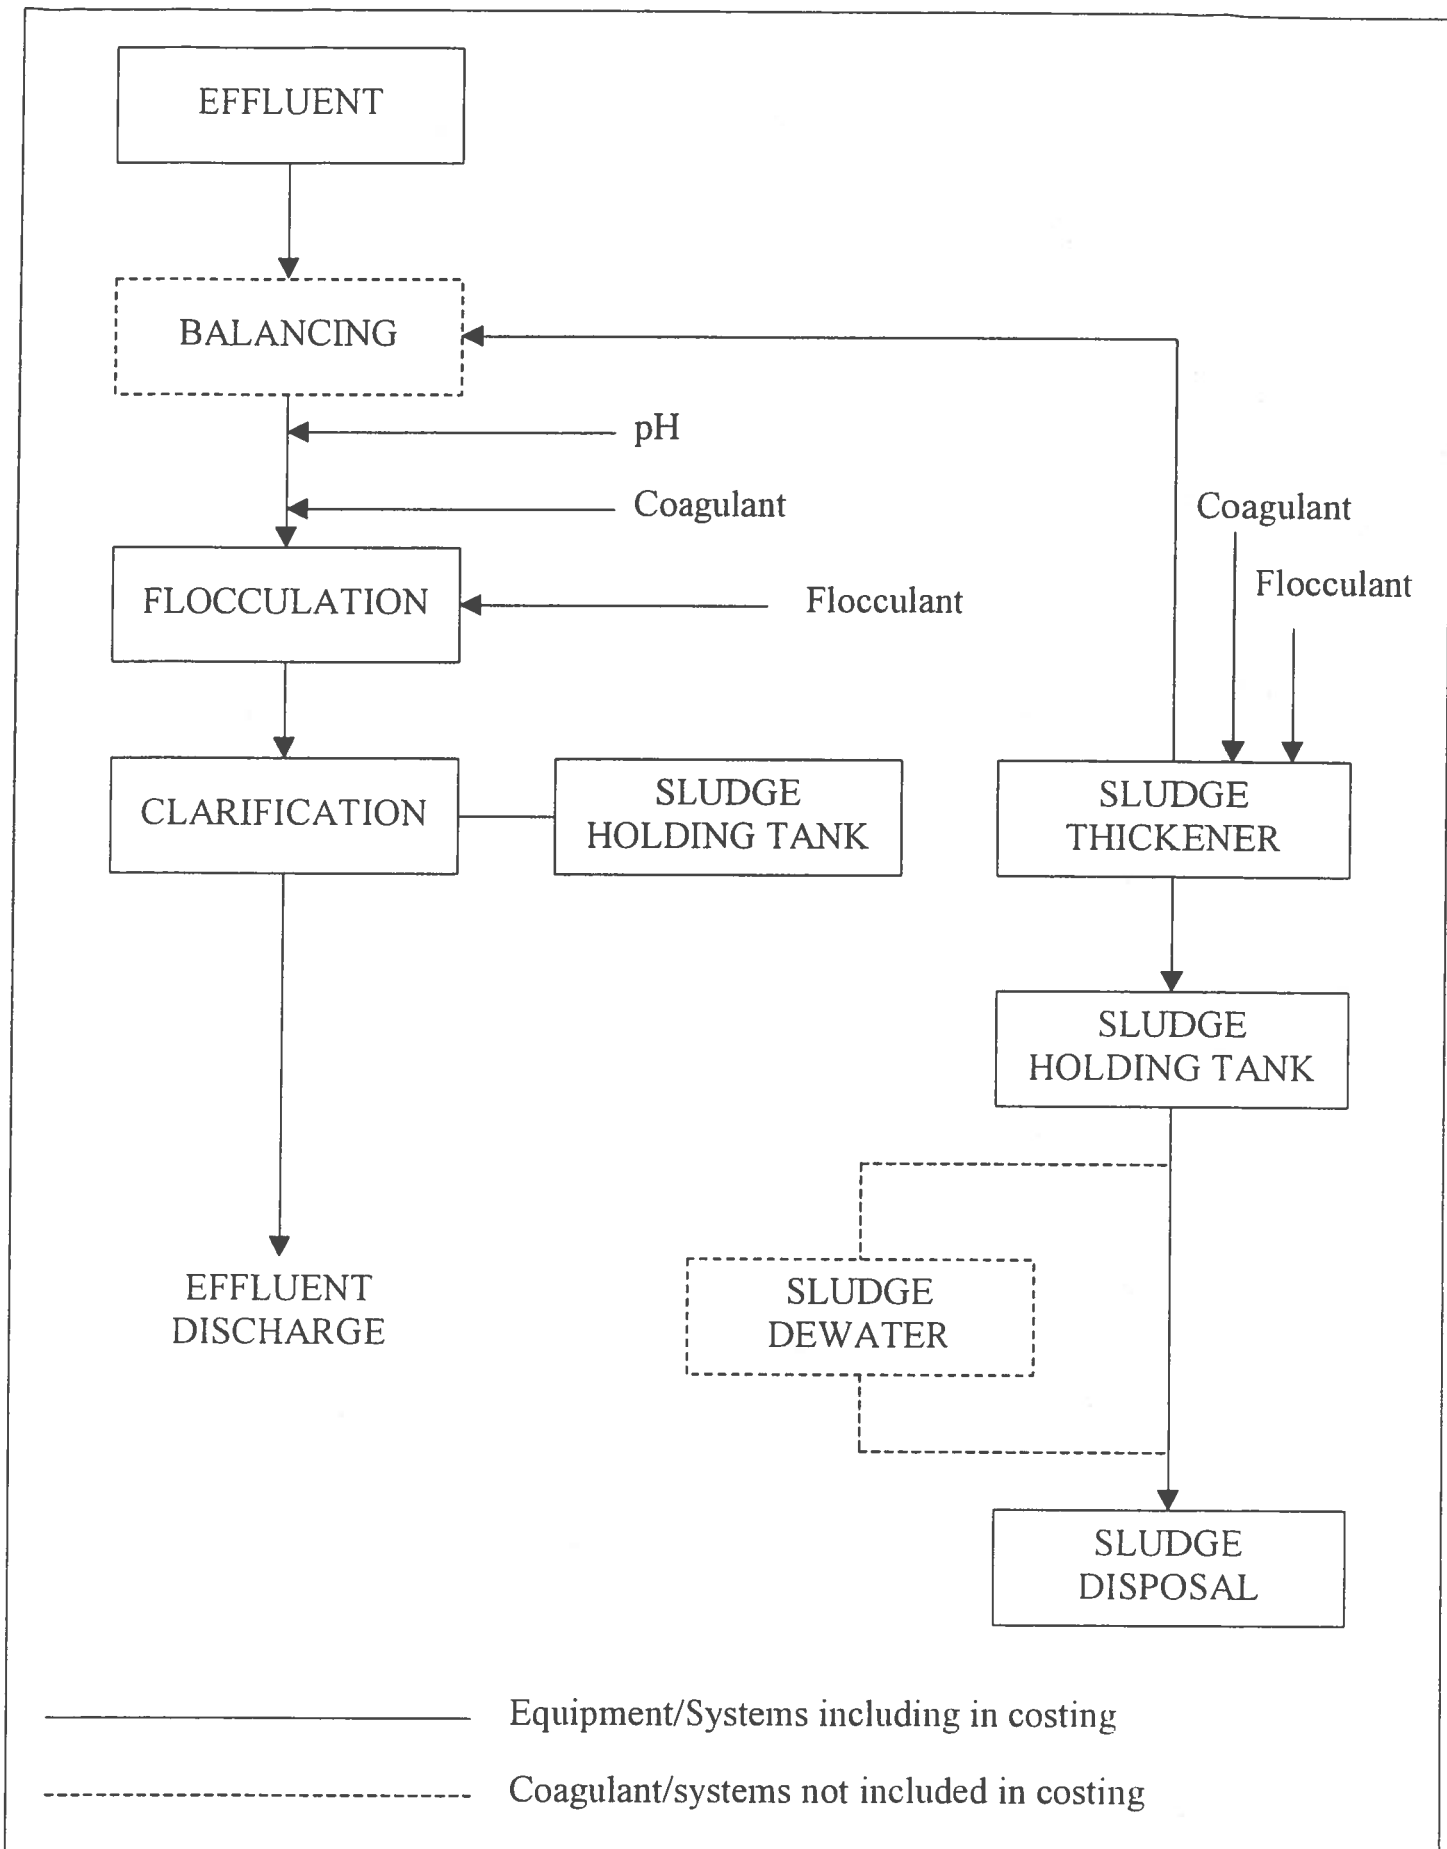 EFFLUENT
BALANCING
pH
Coagulant
FLOCCULATION
Flocculant
Coagulant
Flocculant
CLARIFICATION
SLUDGE
HOLDING TANK
SLUDGE
THICKENER
SLUDGE
HOLDING TANK
SLUDGE
DEWATER
EFFLUENT
DISCHARGE
SLUDGE
DISPOSAL
Equipment/Systems including in costing
Coagulant/systems not included in costing